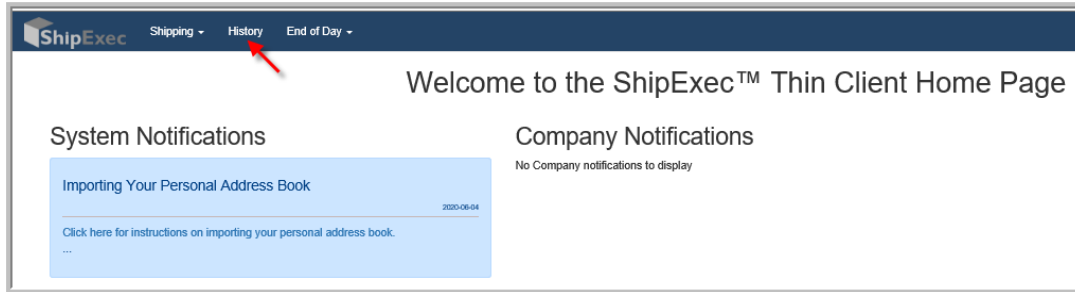 ShipExec Shipping History End of Day
Welcome to the ShipExec™ Thin Client Home Page
System Notifications
Company Notifications
No Company notifications to display
Importing Your Personal Address Book
2020-06-04
Click here for instructions on importing your personal address book.
...